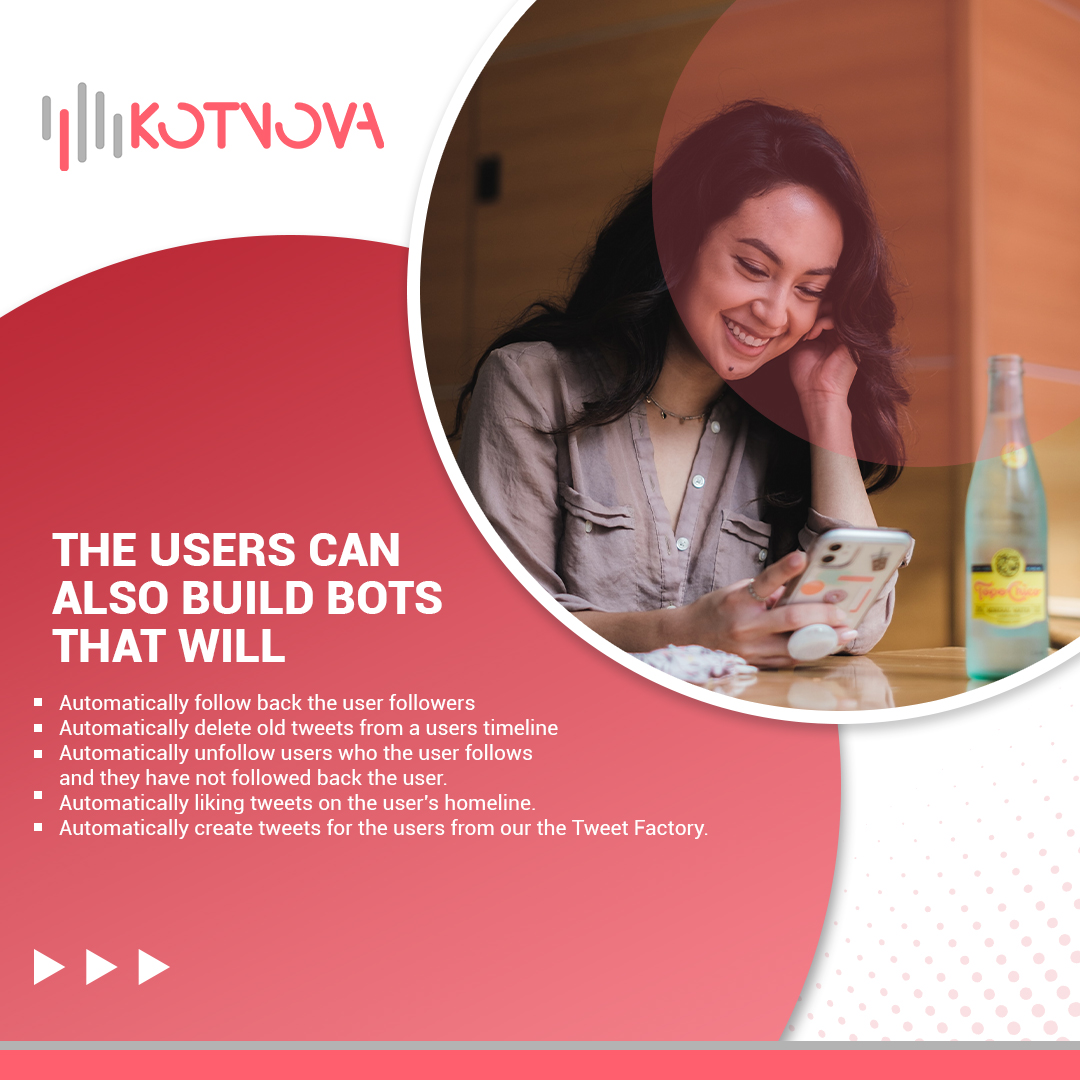 KOTNOVA
THE USERS CAN
ALSO BUILD BOTS
THAT WILL
Automatically follow back the user followers
Automatically delete old tweets from a users timeline
Automatically unfollow users who the user follows
and they have not followed back the user.
Automatically liking tweets on the user's homeline.
Automatically create tweets for the users from our the Tweet Factory.
Topo Chico